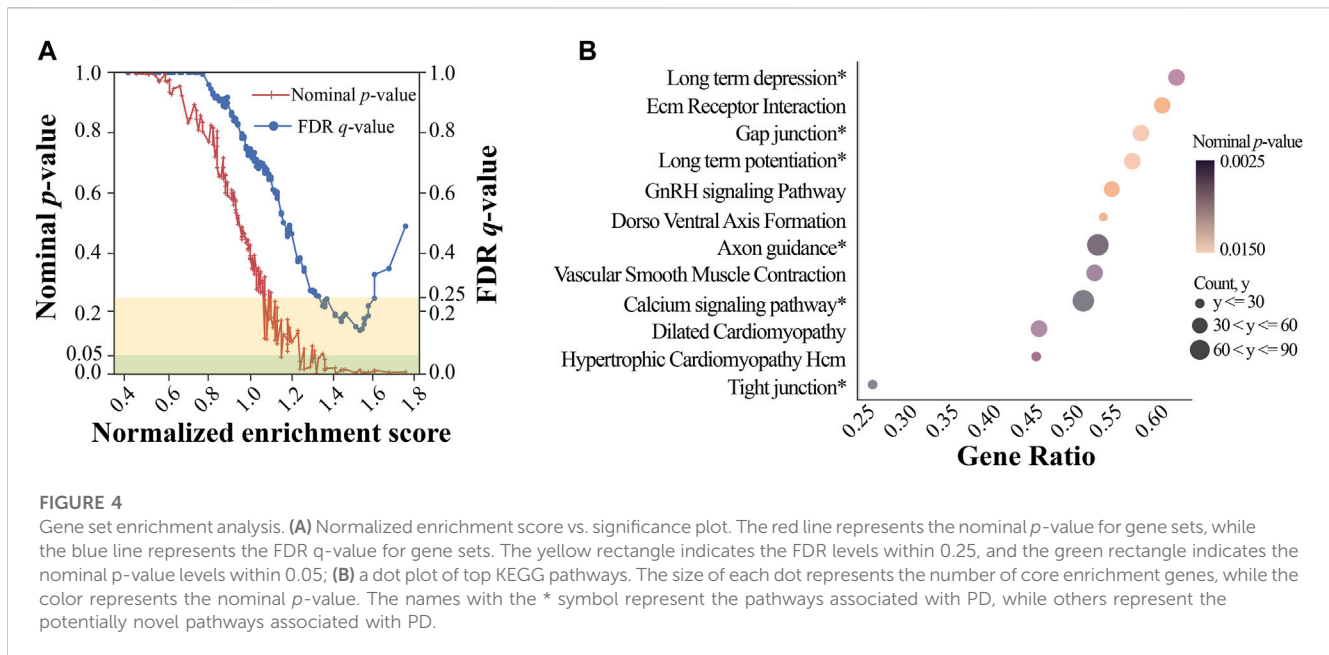 A
1.0
0.8
0.6
0.4
0.2
0.05
0.0
Nominal p-value
Nominal p-value
FDR q-value
1.0
0.8
0.6
0.4
0.25
0.2
0.0
FDR q-value
0.4 0.6 0.8 1.0 1.2 1.4 1.6 1.8
Normalized enrichment score
B
Long term depression*
Ecm Receptor Interaction
Gap junction*
Long term potentiation*
GnRH signaling Pathway
Dorso Ventral Axis Formation
Axon guidance*
Vascular Smooth Muscle Contraction
Calcium signaling pathway*
Dilated Cardiomyopathy
Hypertrophic Cardiomyopathy Hcm
Tight junction*
0.25 0.30 0.35 0.40 0.45 0.50 0.55 0.60
Gene Ratio
Nominal p-value
0.0025
0.0150
Count, y
y <= 30
30 < y <= 60
60 < y <= 90
FIGURE 4
Gene set enrichment analysis. (A) Normalized enrichment score vs. significance plot. The red line represents the nominal p-value for gene sets, while
the blue line represents the FDR q-value for gene sets. The yellow rectangle indicates the FDR levels within 0.25, and the green rectangle indicates the
nominal p-value levels within 0.05; (B) a dot plot of top KEGG pathways. The size of each dot represents the number of core enrichment genes, while the
color represents the nominal p-value. The names with the * symbol represent the pathways associated with PD, while others represent the
potentially novel pathways associated with PD.